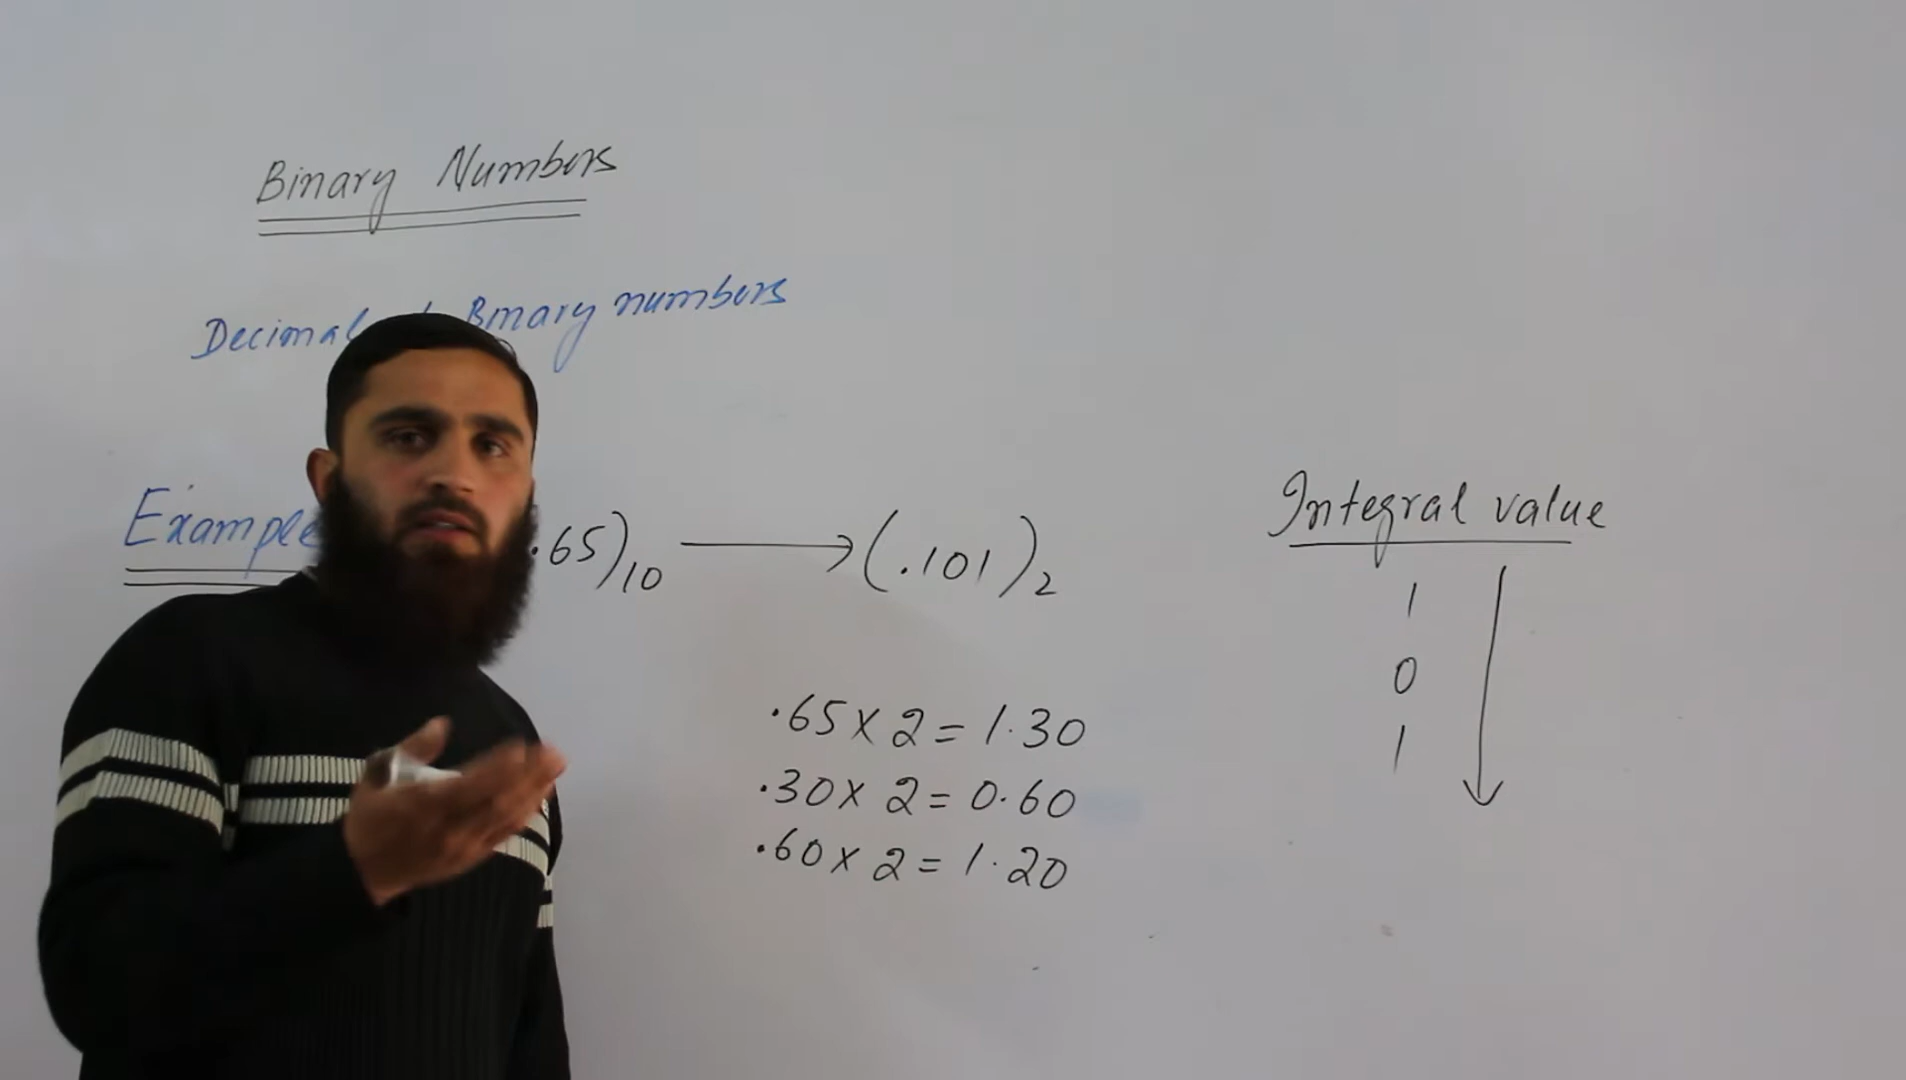 Binary Numbers
Decimal Binary numbers
Example .65)10 → (.101)2
Integral value
1
0
1
.65 x 2 = 1.30
.30 x 2 = 0.60
.60 x 2 = 1.20